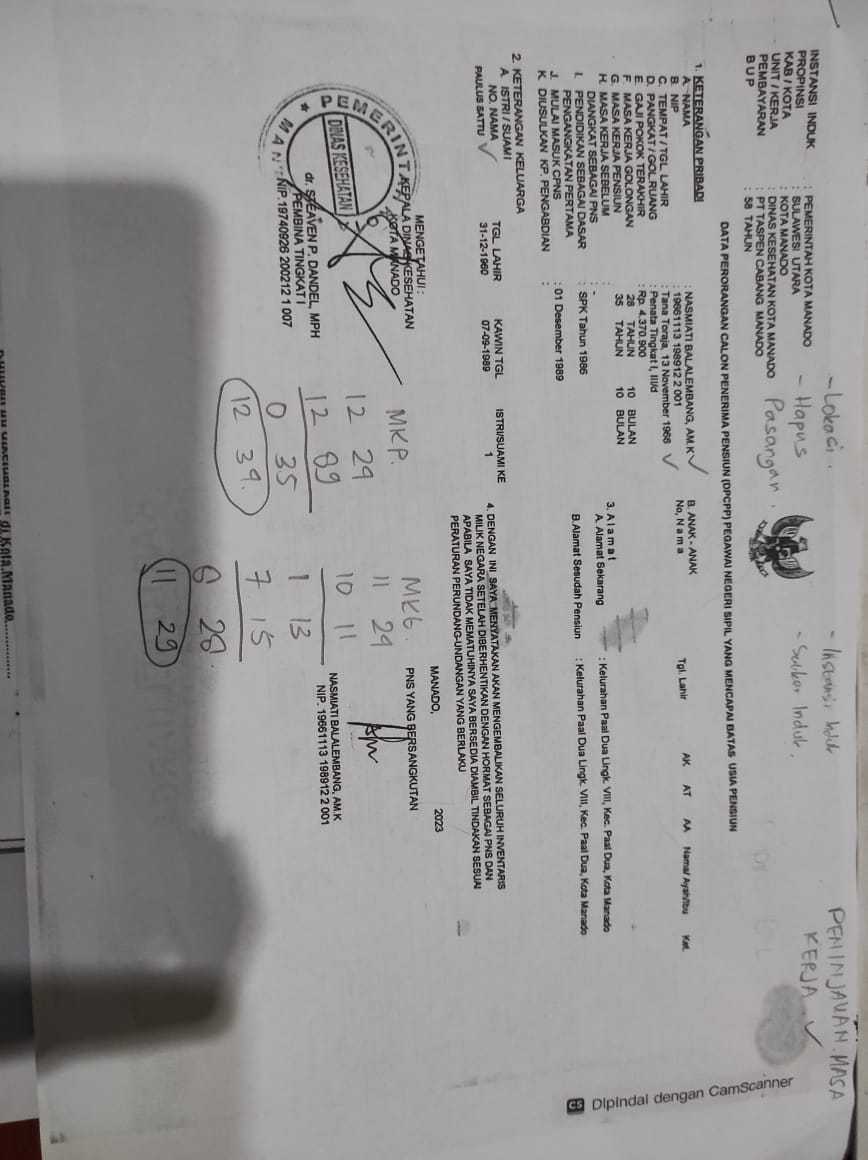 - Lokasi.
- Hapus
Pasangan.
- Instansi Induk
- Satker Induk.
PENINJAUAN MASA
KERJA ✓
INSTANSI INDUK : PEMERINTAH KOTA MANADO
PROPINSI : SULAWESI UTARA
KAB / KOTA : KOTA MANADO
UNIT / KERJA : DINAS KESEHATAN KOTA MANADO
PEMBAYARAN : PT TASPEN CABANG MANADO
B U P : 58 TAHUN
DATA PERORANGAN CALON PENERIMA PENSIUN (DPCPP) PEGAWAI NEGERI SIPIL YANG MENCAPAI BATAS USIA PENSIUN
1. KETERANGAN PRIBADI
A. NAMA : NASMIATI BALALEMBANG, AM.K ✓
B. NIP : 19661113 198912 2 001
C. TEMPAT / TGL. LAHIR : Tana Toraja, 13 November 1966 ✓
D. PANGKAT / GOL.RUANG : Penata Tingkat I, III/d
E. GAJI POKOK TERAKHIR : Rp. 4.370.900
F. MASA KERJA GOLONGAN 28 TAHUN 10 BULAN
G. MASA KERJA PENSIUN 35 TAHUN 10 BULAN
H. MASA KERJA SEBELUM : -
DIANGKAT SEBAGAI PNS
I. PENDIDIKAN SEBAGAI DASAR : SPK Tahun 1986
PENGANGKATAN PERTAMA
J. MULAI MASUK CPNS : 01 Desember 1989
K. DIUSULKAN KP. PENGABDIAN :
B. ANAK - ANAK
No, N a m a Tgl. Lahir AK AT AA Nama/ Ayah/Ibu Ket.
3. A l a m a t
A. Alamat Sekarang : Kelurahan Paal Dua Lingk. VIII, Kec. Paal Dua, Kota Manado
B.Alamat Sesudah Pensiun : Kelurahan Paal Dua Lingk. VIII, Kec. Paal Dua, Kota Manado
2. KETERANGAN KELUARGA
A. ISTRI / SUAMI
NO. NAMA TGL LAHIR KAWIN TGL ISTRI/SUAMI KE
PAULUS SATTU ✓ 31-12-1960 07-09-1989 1
4. DENGAN INI SAYA MENYATAKAN AKAN MENGEMBALIKAN SELURUH INVENTARIS
MILIK NEGARA SETELAH DIBERHENTIKAN DENGAN HORMAT SEBAGAI PNS DAN
APABILA SAYA TIDAK MEMATUHINYA SAYA BERSEDIA DIAMBIL TINDAKAN SESUAI
PERATURAN PERUNDANG-UNDANGAN YANG BERLAKU
MENGETAHUI :
KEPALA DINAS KESEHATAN
KOTA MANADO
PEMERINTA
DINAS KESEHATAN
dr. STEAVEN P. DANDEL, MPH
PEMBINA TINGKAT I
NIP.19740926 200212 1 007
MANADO, 2023
PNS YANG BERSANGKUTAN
NASMIATI BALALEMBANG, AM.K
NIP. 19661113 198912 2 001
MKP.
12 24
12 89
0 35
12 39.
MKG.
11 24
10 11
1 13
7 15
6 28
11 29
CS Dipindai dengan CamScanner
di Kota Manado